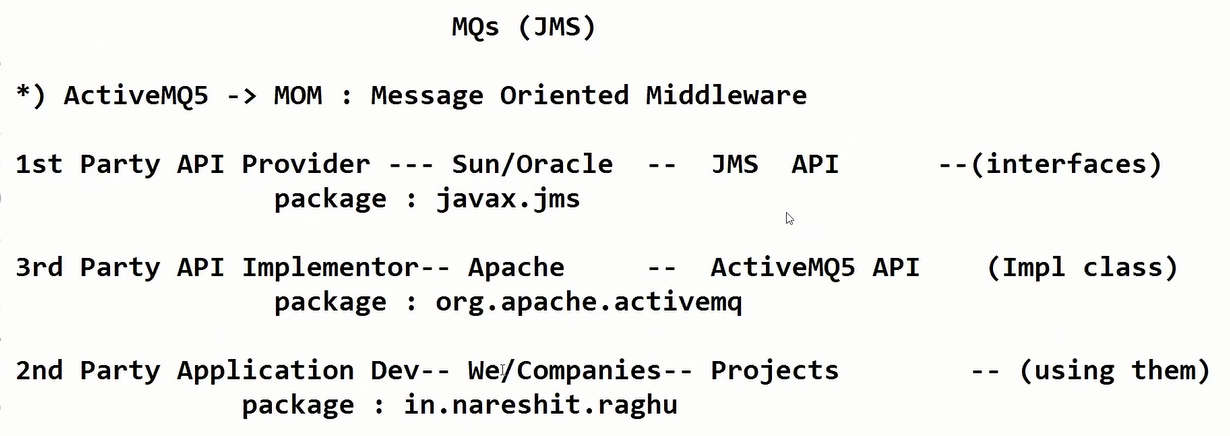 MQs (JMS)
*) ActiveMQ5 -> MOM : Message Oriented Middleware
1st Party API Provider --- Sun/Oracle -- JMS API --(interfaces)
package : javax.jms
3rd Party API Implementor-- Apache -- ActiveMQ5 API (Impl class)
package : org.apache.activemq
2nd Party Application Dev-- We/Companies-- Projects -- (using them)
package : in.nareshit.raghu